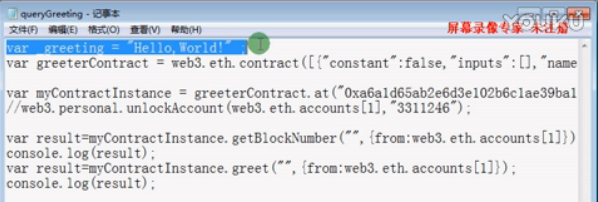 queryGreeting - 记事本
YOUKU
文件(F) 编辑(E) 格式(O) 查看(V) 帮助(H)
屏幕录像专家 未注册
var _greeting = "Hello,World!" ;
var greeterContract = web3.eth.contract([{"constant":false,"inputs":[],"name
var myContractInstance = greeterContract.at("0xa6a1d65ab2e6d3e102b6c1ae39ba1
//web3.personal.unlockAccount(web3.eth.accounts[1],"3311246");
var result=myContractInstance.getBlockNumber("",{from:web3.eth.accounts[1]})
console.log(result);
var result=myContractInstance.greet("",{from:web3.eth.accounts[1]});
console.log(result);